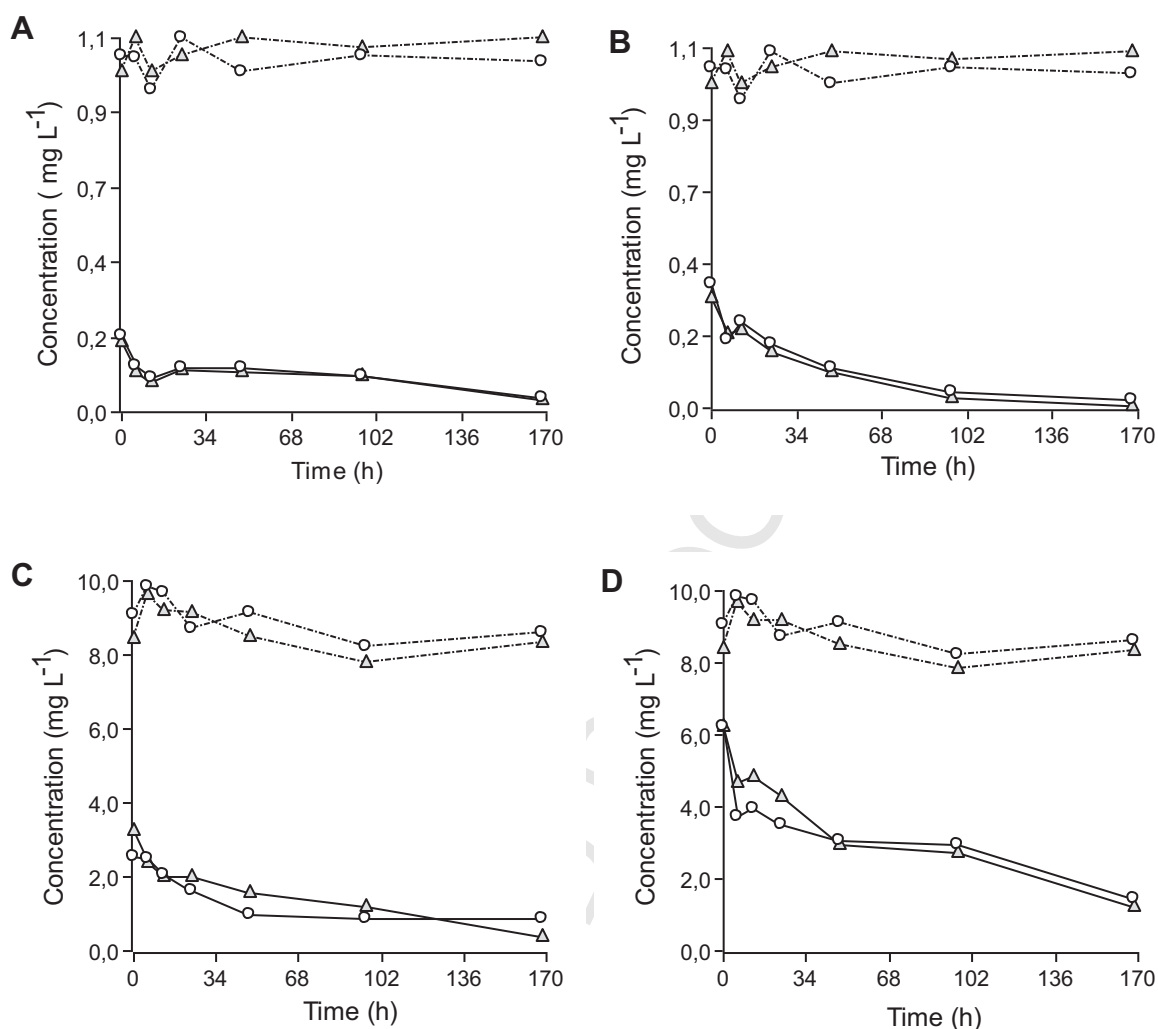 A
1,1
0,9
0,7
0,4
0,2
0,0
Concentration ( mg L-1)
0 34 68 102 136 170
Time (h)
B
1,1
0,9
0,7
0,4
0,2
0,0
Concentration (mg L-1)
0 34 68 102 136 170
Time (h)
C
10,0
8,0
6,0
4,0
2,0
0,0
Concentration (mg L-1)
0 34 68 102 136 170
Time (h)
D
10,0
8,0
6,0
4,0
2,0
0,0
Concentration (mg L-1)
0 34 68 102 136 170
Time (h)